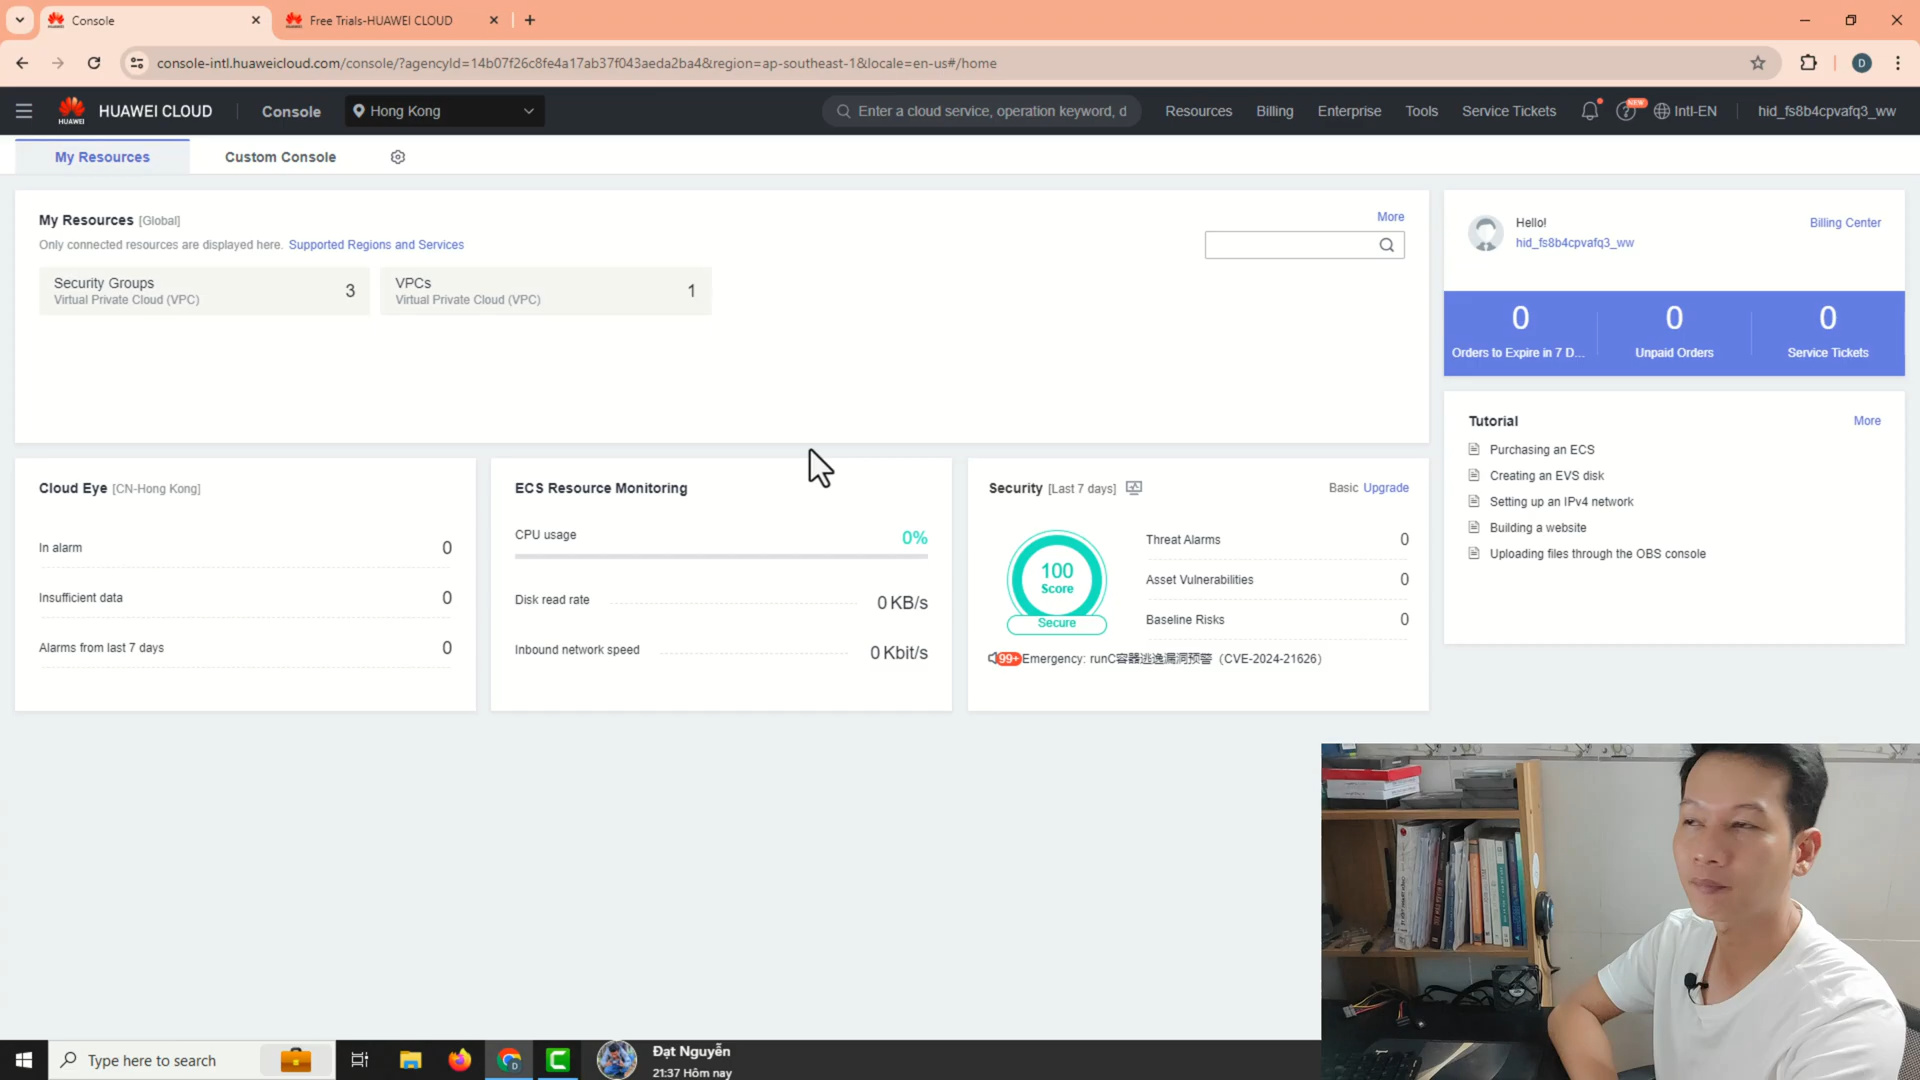 Console
Free Trials-HUAWEI CLOUD
console-intl.huaweicloud.com/console/?agencyId=14b07f26c8fe4a17ab37f043aeda2ba4&region=ap-southeast-1&locale=en-us#/home
D
HUAWEI
HUAWEI CLOUD
Console
Hong Kong
Enter a cloud service, operation keyword, d
Resources
Billing
Enterprise
Tools
Service Tickets
NEW
Intl-EN
hid_fs8b4cpvafq3_ww
My Resources
Custom Console
My Resources [Global]
More
Only connected resources are displayed here. Supported Regions and Services
Security Groups
Virtual Private Cloud (VPC)
3
VPCs
Virtual Private Cloud (VPC)
1
Hello!
hid_fs8b4cpvafq3_ww
Billing Center
0
Orders to Expire in 7 D...
0
Unpaid Orders
0
Service Tickets
Cloud Eye [CN-Hong Kong]
In alarm 0
Insufficient data 0
Alarms from last 7 days 0
ECS Resource Monitoring
CPU usage 0%
Disk read rate 0 KB/s
Inbound network speed 0 Kbit/s
Security [Last 7 days]
Basic Upgrade
100
Score
Secure
Threat Alarms 0
Asset Vulnerabilities 0
Baseline Risks 0
99+ Emergency: runC容器逃逸漏洞预警（CVE-2024-21626）
Tutorial
More
Purchasing an ECS
Creating an EVS disk
Setting up an IPv4 network
Building a website
Uploading files through the OBS console
Type here to search
Đạt Nguyễn
21:37 Hôm nay